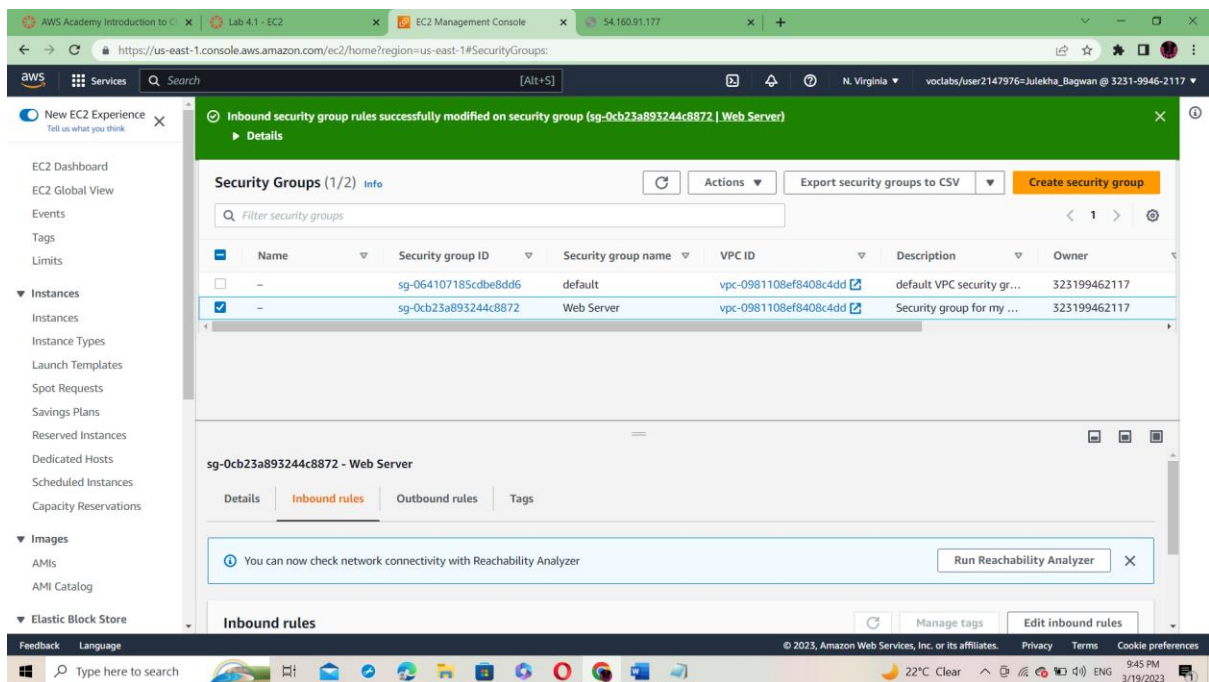 AWS Academy Introduction to Cl
Lab 4.1 - EC2
EC2 Management Console
54.160.91.177
https://us-east-1.console.aws.amazon.com/ec2/home?region=us-east-1#SecurityGroups:
aws
Services
Search
[Alt+S]
N. Virginia
voclabs/user2147976=Julekha_Bagwan @ 3231-9946-2117
New EC2 Experience
Tell us what you think
EC2 Dashboard
EC2 Global View
Events
Tags
Limits
Instances
Instances
Instance Types
Launch Templates
Spot Requests
Savings Plans
Reserved Instances
Dedicated Hosts
Scheduled Instances
Capacity Reservations
Images
AMIs
AMI Catalog
Elastic Block Store
Inbound security group rules successfully modified on security group (sg-0cb23a893244c8872 | Web Server)
Details
Security Groups (1/2) Info
Actions
Export security groups to CSV
Create security group
Filter security groups
1
Name Security group ID Security group name VPC ID Description Owner
– sg-064107185cdbe8dd6 default vpc-0981108ef8408c4dd default VPC security gr... 323199462117
– sg-0cb23a893244c8872 Web Server vpc-0981108ef8408c4dd Security group for my ... 323199462117
sg-0cb23a893244c8872 - Web Server
Details Inbound rules Outbound rules Tags
You can now check network connectivity with Reachability Analyzer
Run Reachability Analyzer
Inbound rules
Manage tags
Edit inbound rules
Feedback Language
© 2023, Amazon Web Services, Inc. or its affiliates. Privacy Terms Cookie preferences
Type here to search
22°C Clear
ENG
9:45 PM
3/19/2023